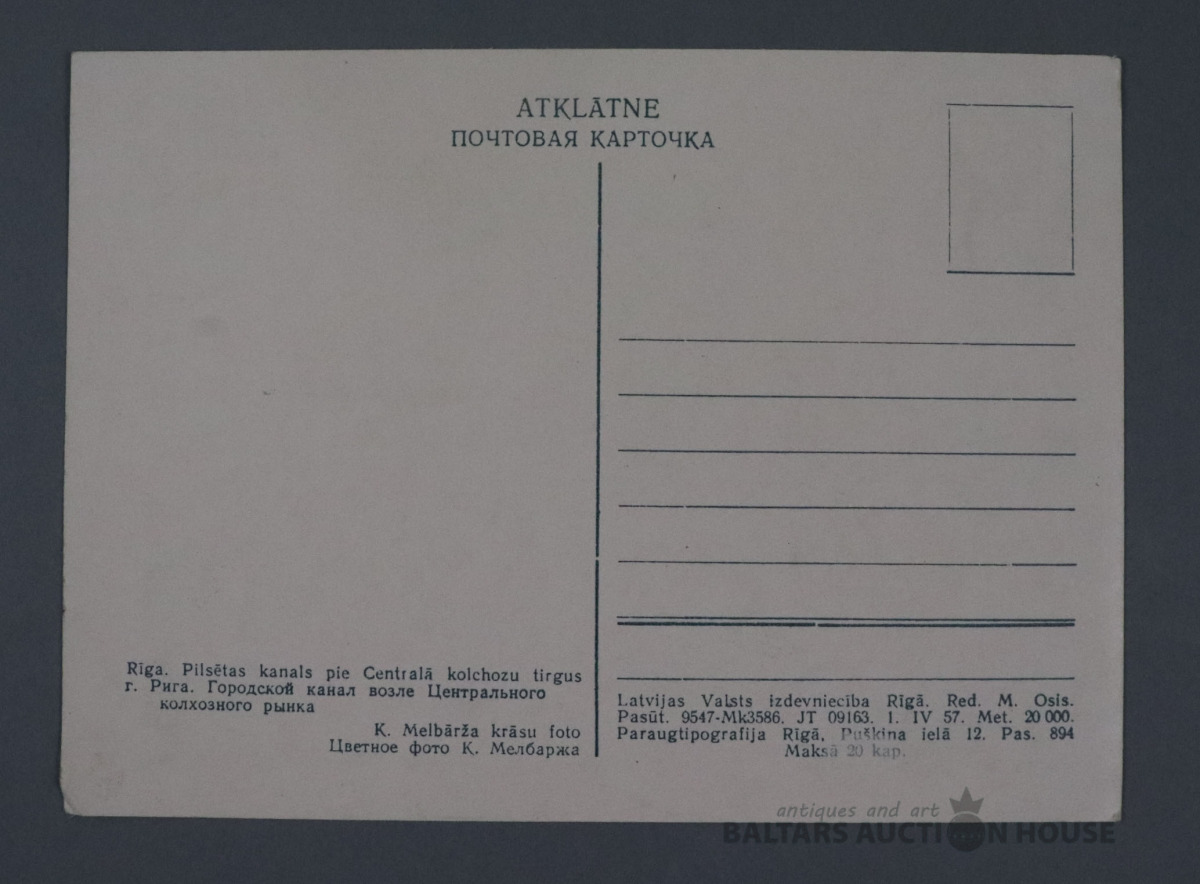 ATKLĀTNE
ПОЧТОВАЯ КАРТОЧКА
Rīga. Pilsētas kanals pie Centralā kolchozu tirgus
г. Рига. Городской канал возле Центрального
колхозного рынка
K. Melbārža krāsu foto
Цветное фото К. Мелбаржа
Latvijas Valsts izdevniecība Rīgā. Red. M. Osis.
Pasūt. 9547-Mk3586. JT 09163. 1. IV 57. Met. 20 000.
Paraugtipografija Rīgā, Puškina ielā 12. Pas. 894
Maksā 20 kap.
antiques and art
BALTARS AUCTION HOUSE